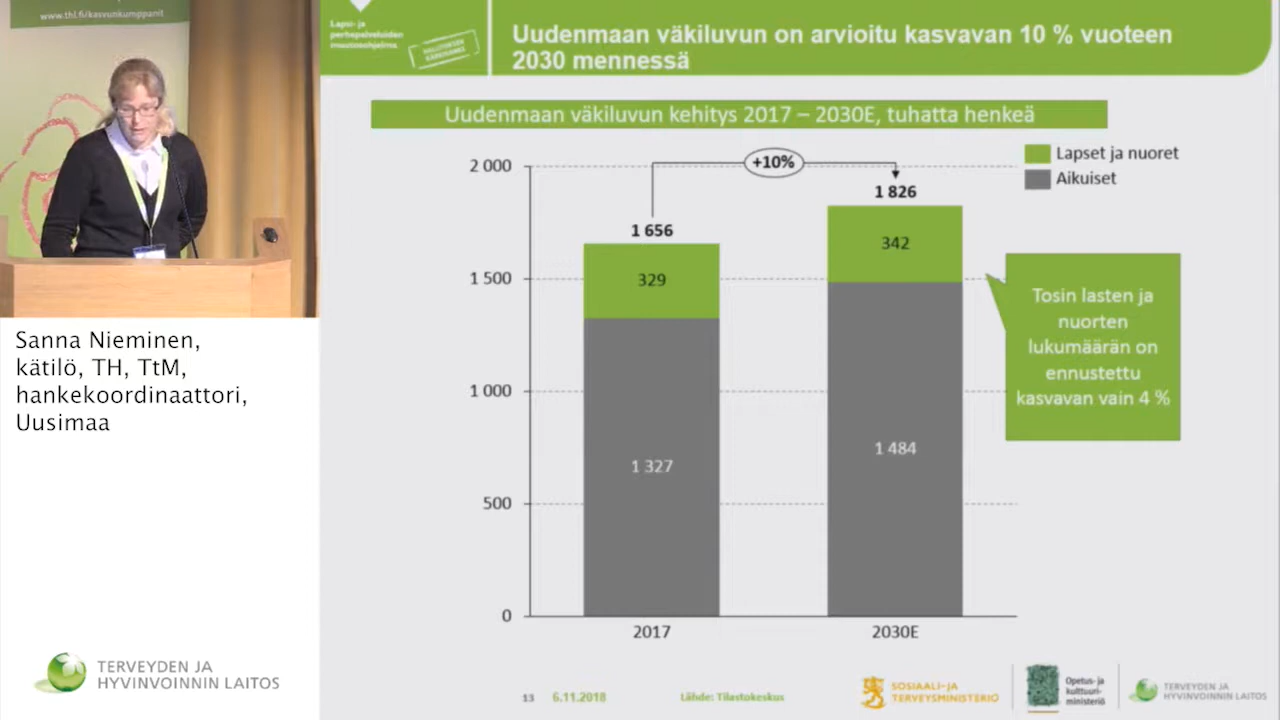 www.thl.fi/kasvunkumppanit
Lapsi- ja
perhepalveluiden
muutosohjelma
HALLITUKSEN
KÄRKIHANKE
Uudenmaan väkiluvun on arvioitu kasvavan 10 % vuoteen
2030 mennessä
Uudenmaan väkiluvun kehitys 2017 – 2030E, tuhatta henkeä
Lapset ja nuoret
Aikuiset
2 000
1 500
1 000
500
0
+10%
1 656
329
1 327
2017
1 826
342
1 484
2030E
Tosin lasten ja
nuorten
lukumäärän on
ennustettu
kasvavan vain 4 %
Sanna Nieminen,
kätilö, TH, TtM,
hankekoordinaattori,
Uusimaa
TERVEYDEN JA
HYVINVOINNIN LAITOS
13
6.11.2018
Lähde: Tilastokeskus
SOSIAALI- JA
TERVEYSMINISTERIÖ
Opetus- ja
kulttuuri-
ministeriö
TERVEYDEN JA
HYVINVOINNIN LAITOS